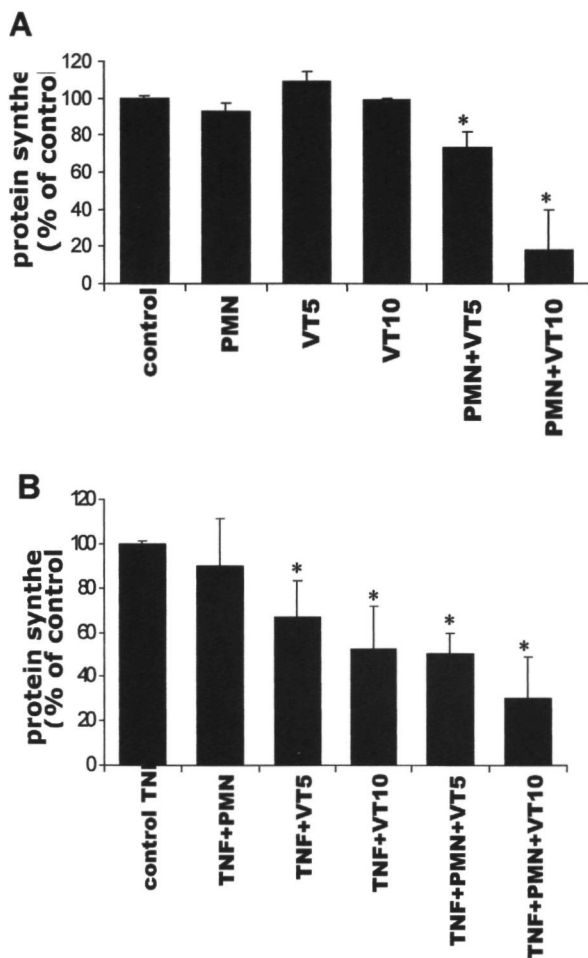 A
protein synthe
(% of control
120
100
80
60
40
20
0
*
*
control
PMN
VT5
VT10
PMN+VT5
PMN+VT10
B
protein synthe
(% of control
120
100
80
60
40
20
0
*
*
*
*
control TN
TNF+PMN
TNF+VT5
TNF+VT10
TNF+PMN+VT5
TNF+PMN+VT10